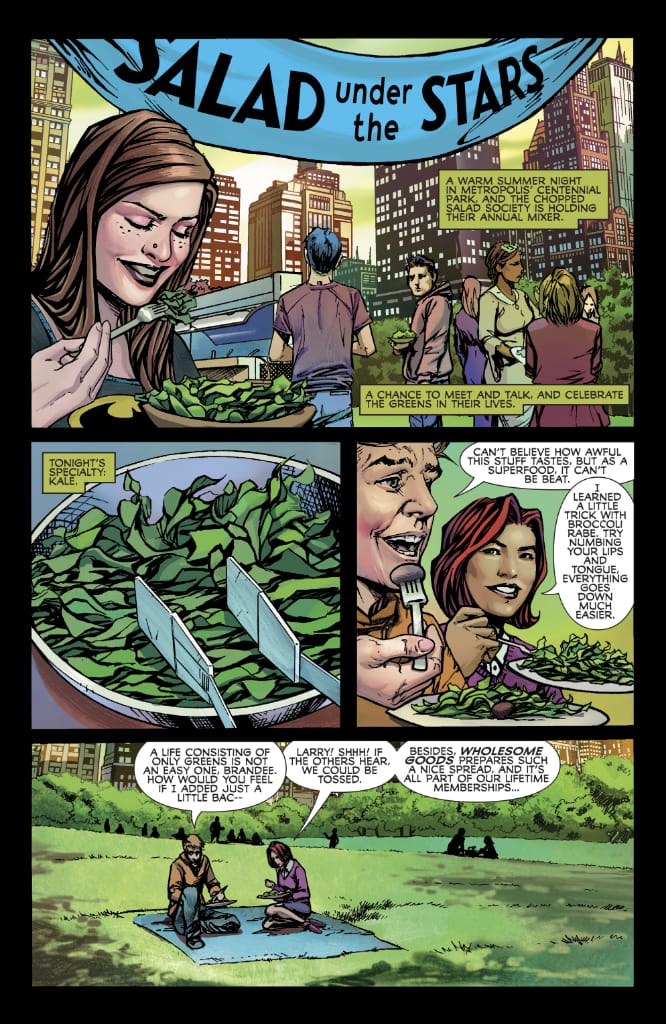 SALAD under the STARS
A WARM SUMMER NIGHT
IN METROPOLIS' CENTENNIAL
PARK, AND THE CHOPPED
SALAD SOCIETY IS HOLDING
THEIR ANNUAL MIXER.
A CHANCE TO MEET AND TALK, AND CELEBRATE
THE GREENS IN THEIR LIVES.
TONIGHT'S
SPECIALTY:
KALE.
CAN'T BELIEVE HOW AWFUL
THIS STUFF TASTES, BUT AS A
SUPERFOOD, IT CAN'T
BE BEAT.
I
LEARNED
A LITTLE
TRICK WITH
BROCCOLI
RABE. TRY
NUMBING
YOUR LIPS
AND
TONGUE,
EVERYTHING
GOES
DOWN
MUCH
EASIER.
A LIFE CONSISTING OF
ONLY GREENS IS NOT
AN EASY ONE, BRANDEE.
HOW WOULD YOU FEEL
IF I ADDED JUST A
LITTLE BAC--
LARRY! SHHH! IF
THE OTHERS HEAR,
WE COULD BE
TOSSED.
BESIDES, WHOLESOME
GOODS PREPARES SUCH
A NICE SPREAD, AND IT'S
ALL PART OF OUR LIFETIME
MEMBERSHIPS...